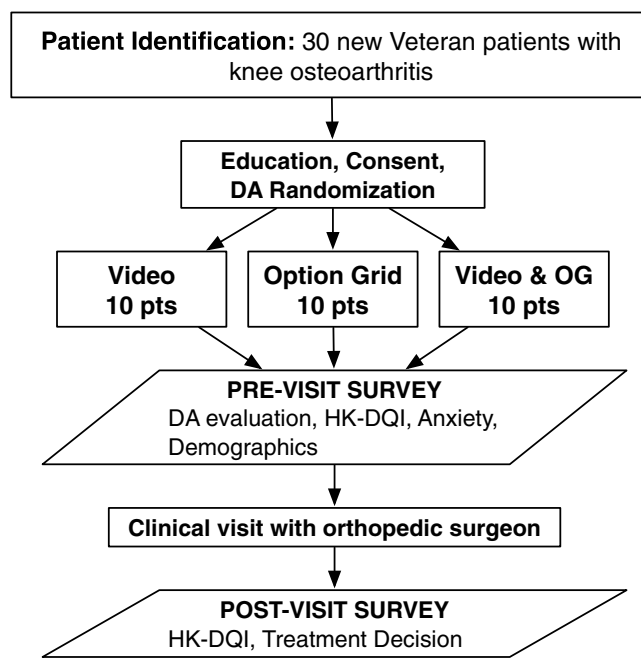 Patient Identification: 30 new Veteran patients with
knee osteoarthritis
Education, Consent,
DA Randomization
Video
10 pts
Option Grid
10 pts
Video & OG
10 pts
PRE-VISIT SURVEY
DA evaluation, HK-DQI, Anxiety,
Demographics
Clinical visit with orthopedic surgeon
POST-VISIT SURVEY
HK-DQI, Treatment Decision